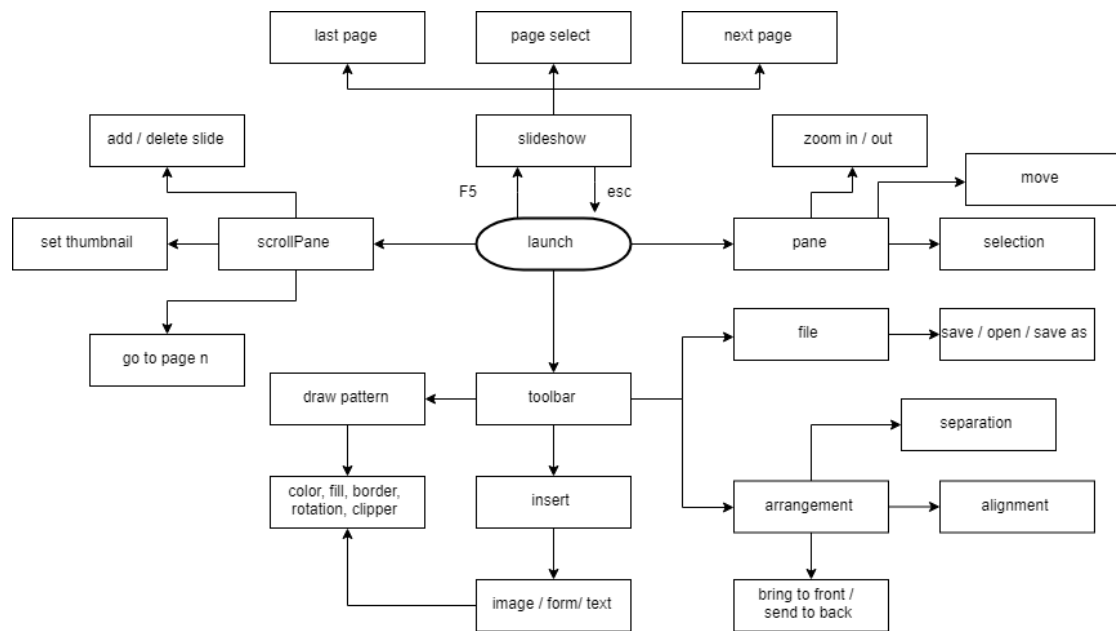 last page
page select
next page
add / delete slide
slideshow
zoom in / out
move
F5
esc
set thumbnail
scrollPane
launch
pane
selection
go to page n
file
save / open / save as
draw pattern
toolbar
separation
color, fill, border,
rotation, clipper
insert
arrangement
alignment
image / form/ text
bring to front /
send to back